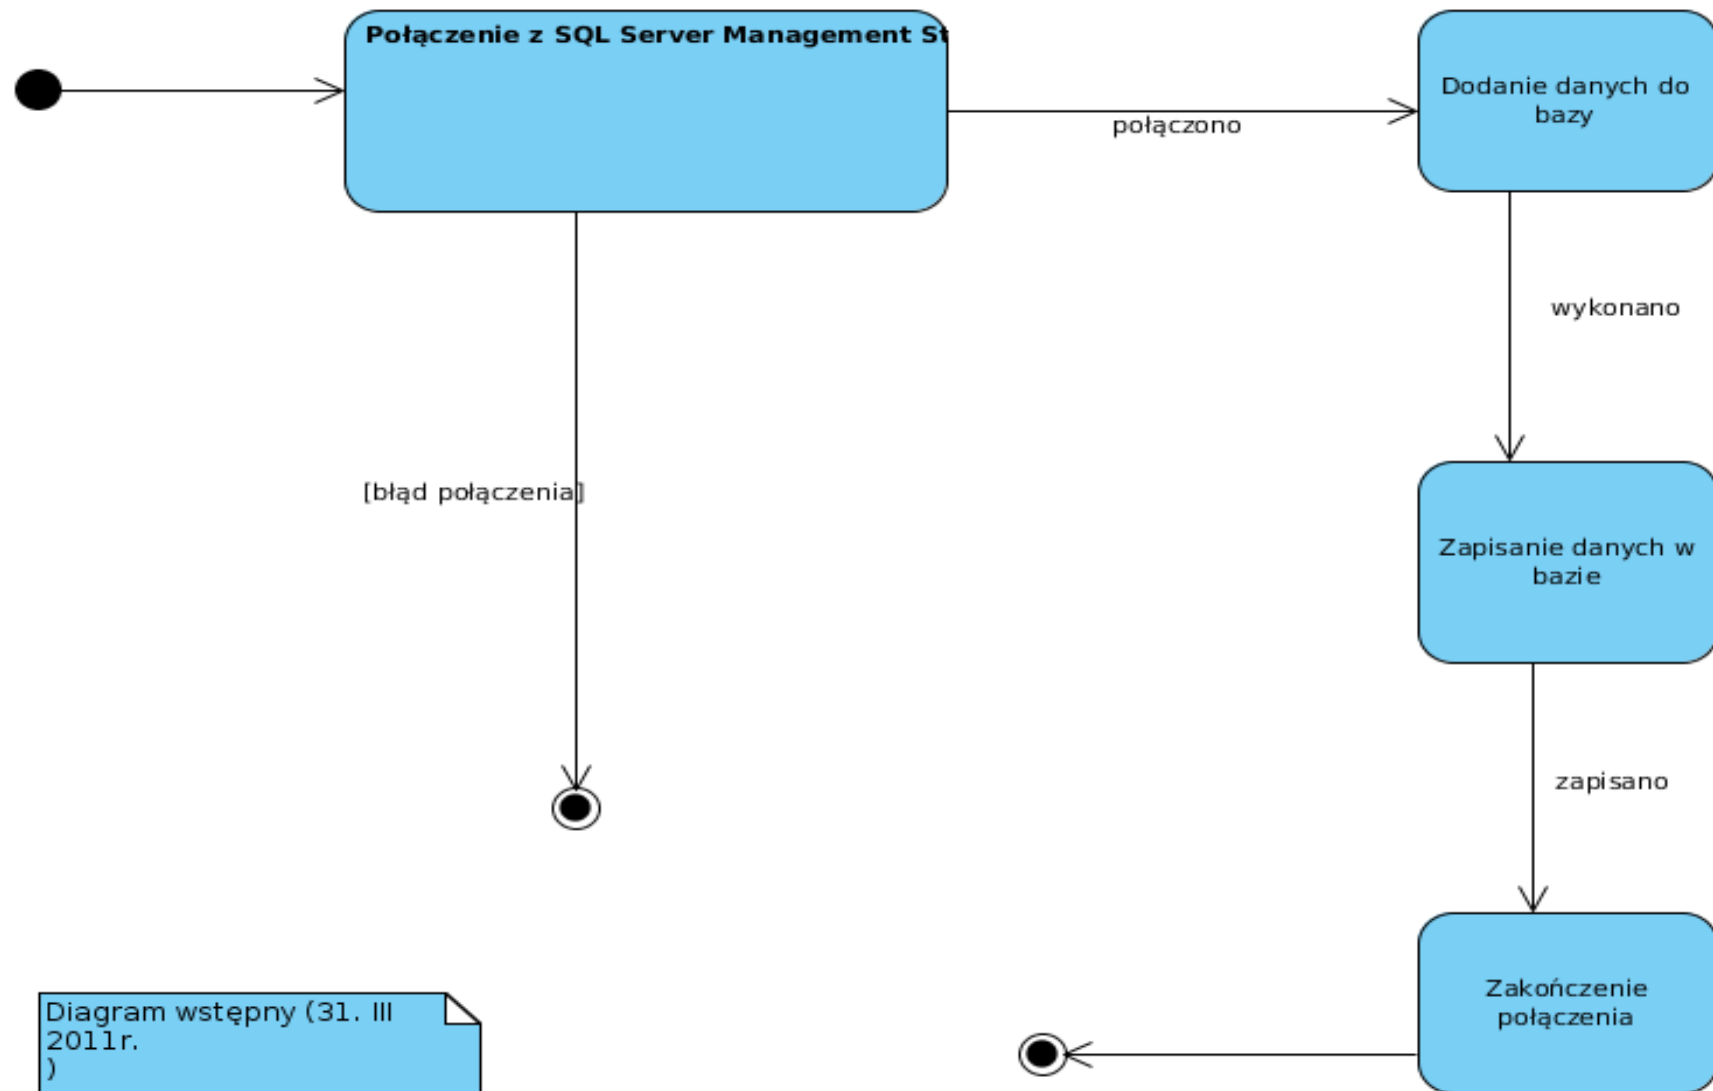 Połączenie z SQL Server Management St
Dodanie danych do
bazy
połączono
wykonano
[błąd połączenia]
Zapisanie danych w
bazie
zapisano
Zakończenie
połączenia
Diagram wstępny (31. III
2011r.
)